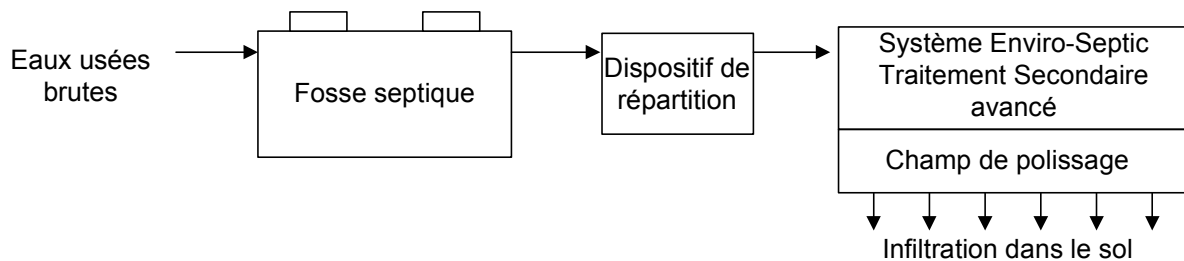 Eaux usées
brutes
Fosse septique
Dispositif de
répartition
Système Enviro-Septic
Traitement Secondaire
avancé
Champ de polissage
Infiltration dans le sol